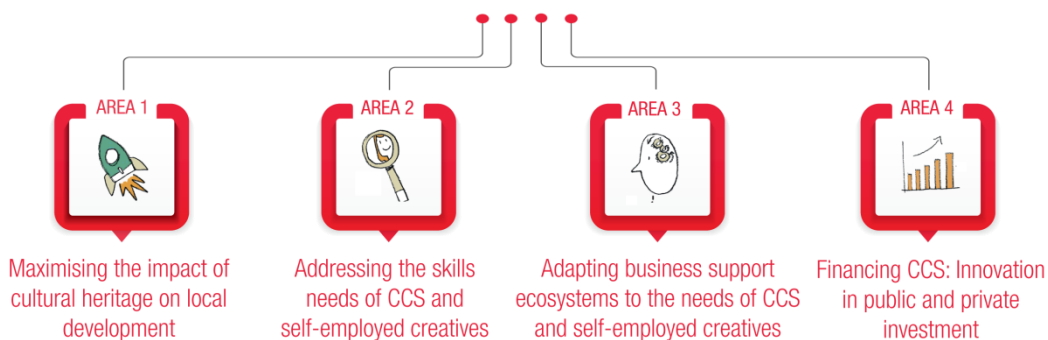 AREA 1
Maximising the impact of
cultural heritage on local
development
AREA 2
Addressing the skills
needs of CCS and
self-employed creatives
AREA 3
Adapting business support
ecosystems to the needs of CCS
and self-employed creatives
AREA 4
Financing CCS: Innovation
in public and private
investment